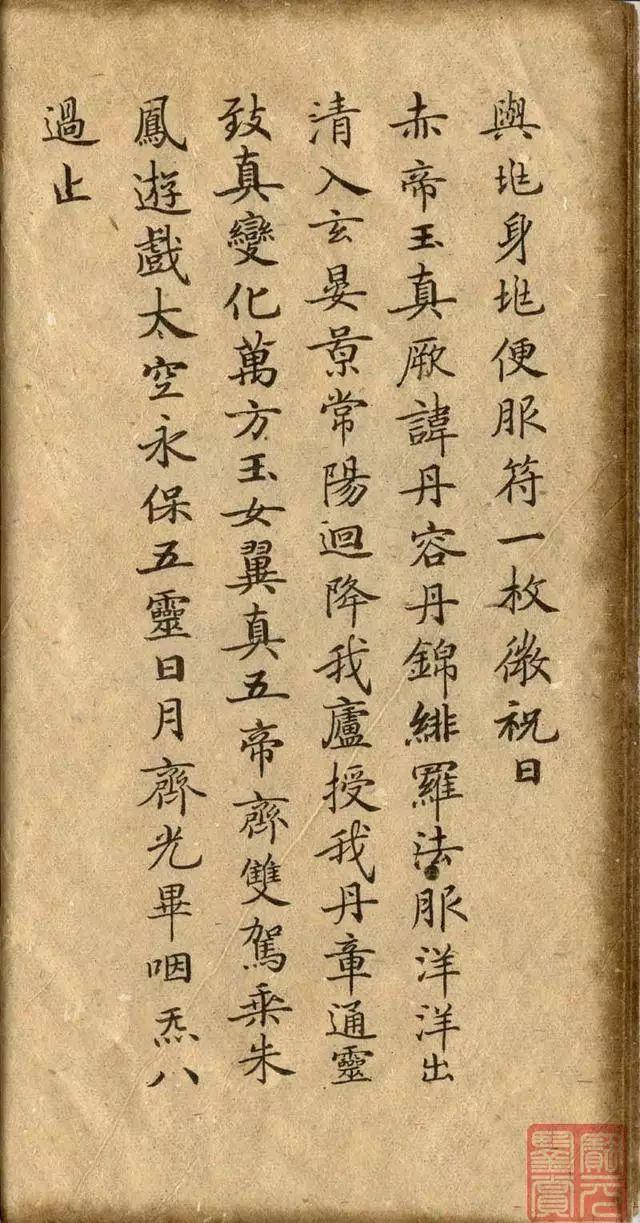 與兆身兆便服符一枚微祝曰
赤帝玉真厥諱丹容丹錦緋羅法服洋洋出
清入玄晏景常陽迴降我廬授我丹章通靈
致真變化萬方玉女翼真五帝齊雙駕乘朱
鳳遊戲太空永保五靈日月齊光畢咽炁八
過止